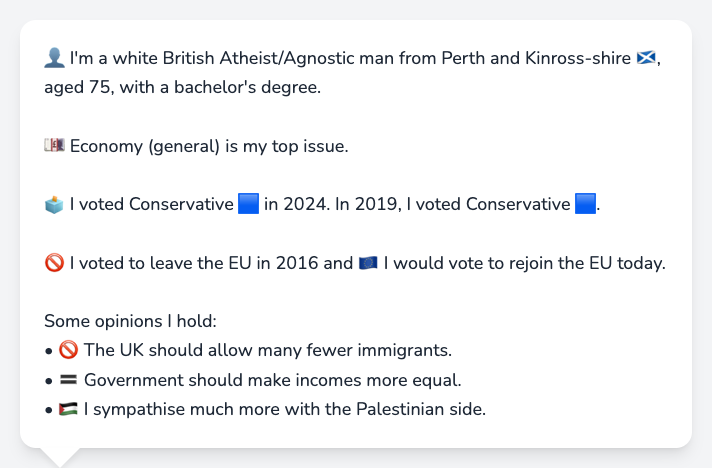 👤 I'm a white British Atheist/Agnostic man from Perth and Kinross-shire 🏴󠁧󠁢󠁳󠁣󠁴󠁿,
aged 75, with a bachelor's degree.
💷 Economy (general) is my top issue.
🗳️ I voted Conservative 🟦 in 2024. In 2019, I voted Conservative 🟦.
🚫 I voted to leave the EU in 2016 and 🇪🇺 I would vote to rejoin the EU today.
Some opinions I hold:
• 🚫 The UK should allow many fewer immigrants.
• 🟰 Government should make incomes more equal.
• 🇵🇸 I sympathise much more with the Palestinian side.